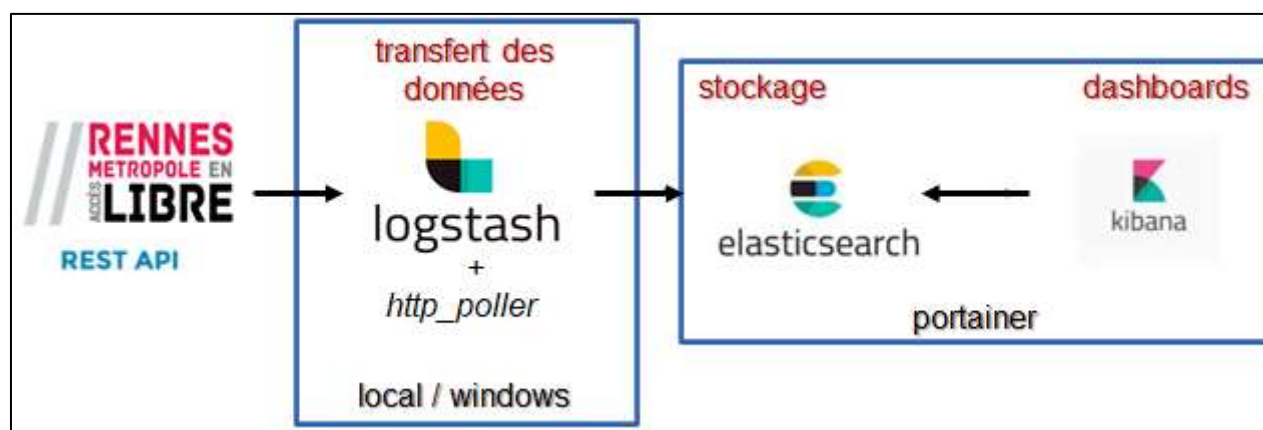 RENNES
METROPOLE EN
ACCÈS
LIBRE
REST API
transfert des
données
logstash
+
http_poller
local / windows
stockage
dashboards
elasticsearch
kibana
portainer